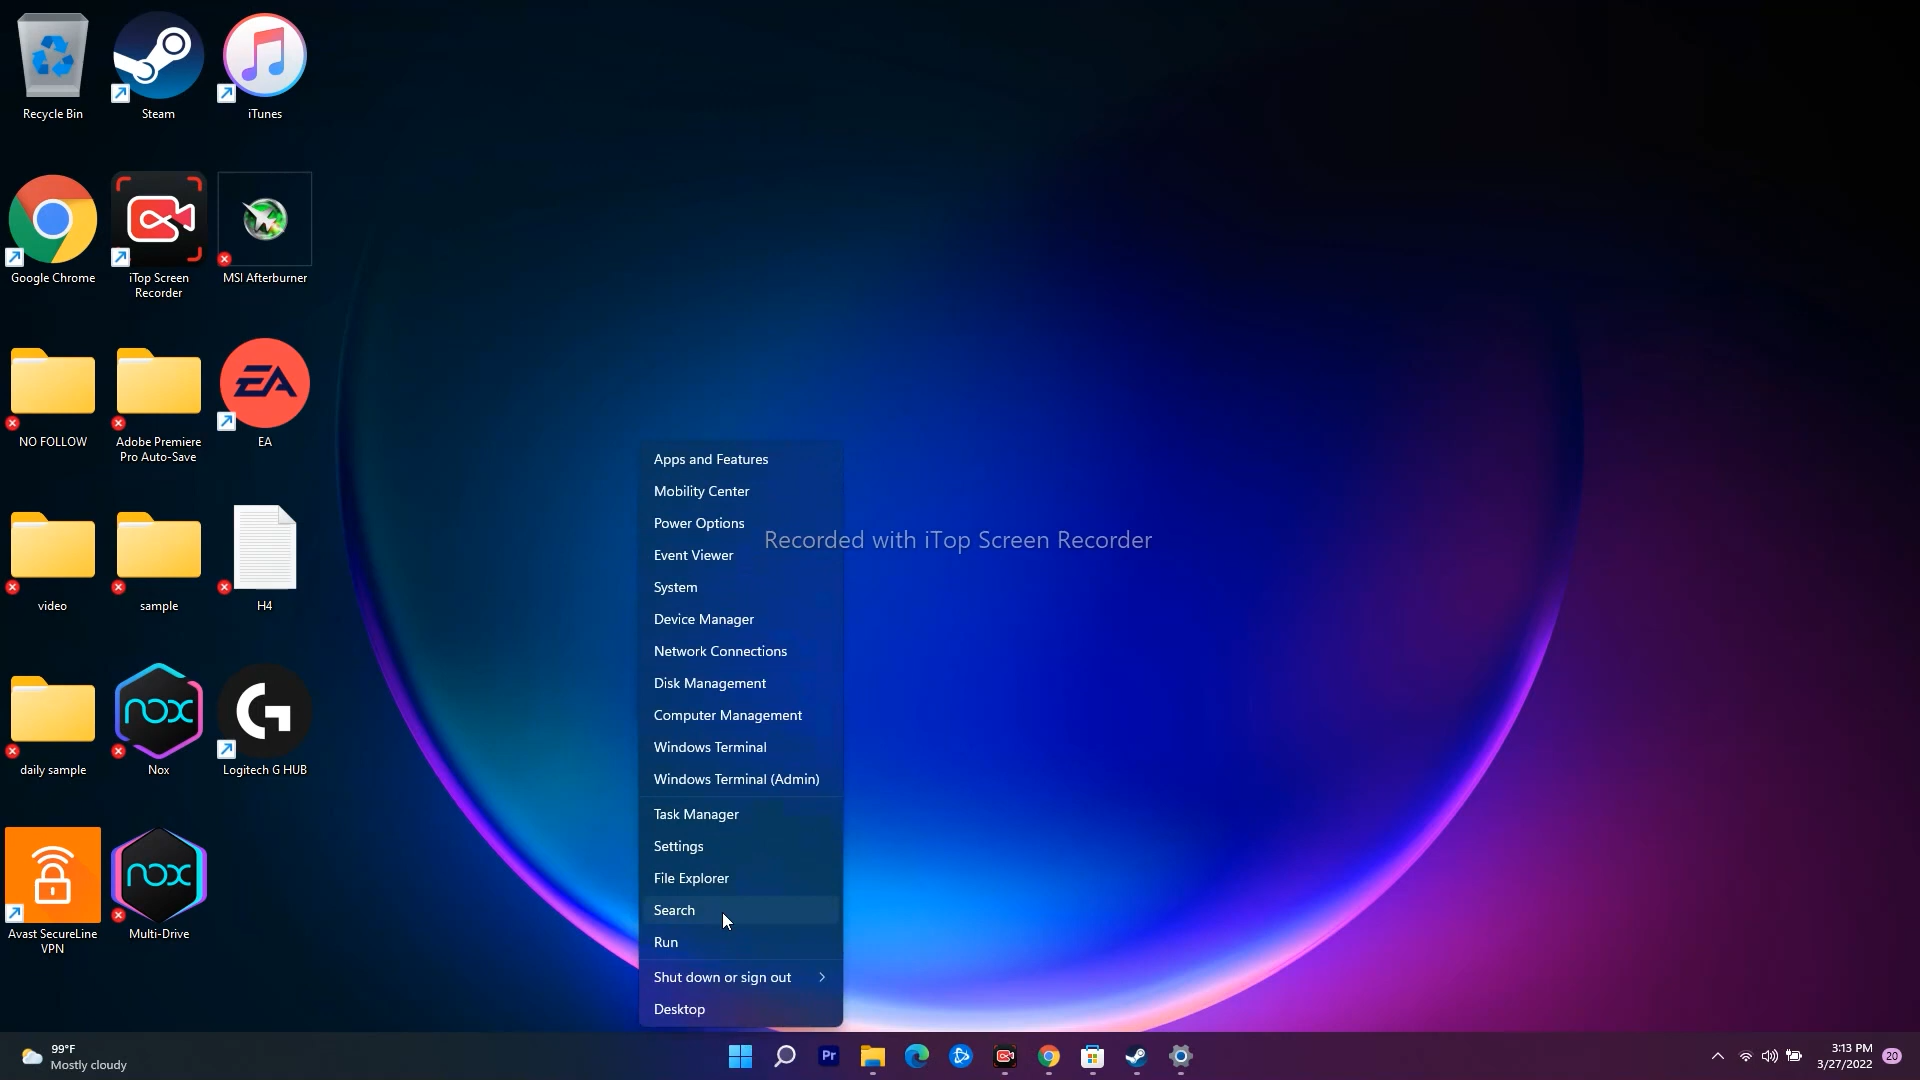 Recycle Bin
Steam
iTunes
Google Chrome
iTop Screen
Recorder
MSI Afterburner
NO FOLLOW
Adobe Premiere
Pro Auto-Save
EA
EA
video
sample
H4
nox
daily sample
Nox
Logitech G HUB
nox
Avast SecureLine
VPN
Multi-Drive
Apps and Features
Mobility Center
Power Options
Event Viewer
System
Device Manager
Network Connections
Disk Management
Computer Management
Windows Terminal
Windows Terminal (Admin)
Task Manager
Settings
File Explorer
Search
Run
Shut down or sign out
Desktop
Recorded with iTop Screen Recorder
99°F
Mostly cloudy
Pr
3:13 PM
3/27/2022
20